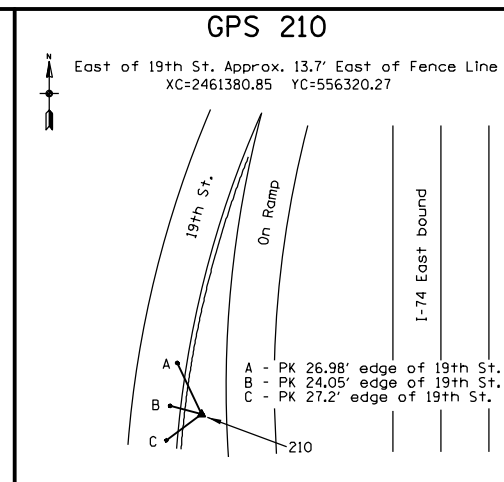 GPS 210
N
East of 19th St. Approx. 13.7' East of Fence Line
XC=2461380.85 YC=556320.27
19th St.
On Ramp
I-74 East bound
A
A - PK 26.98' edge of 19th St.
B - PK 24.05' edge of 19th St.
C - PK 27.2' edge of 19th St.
B
C
210